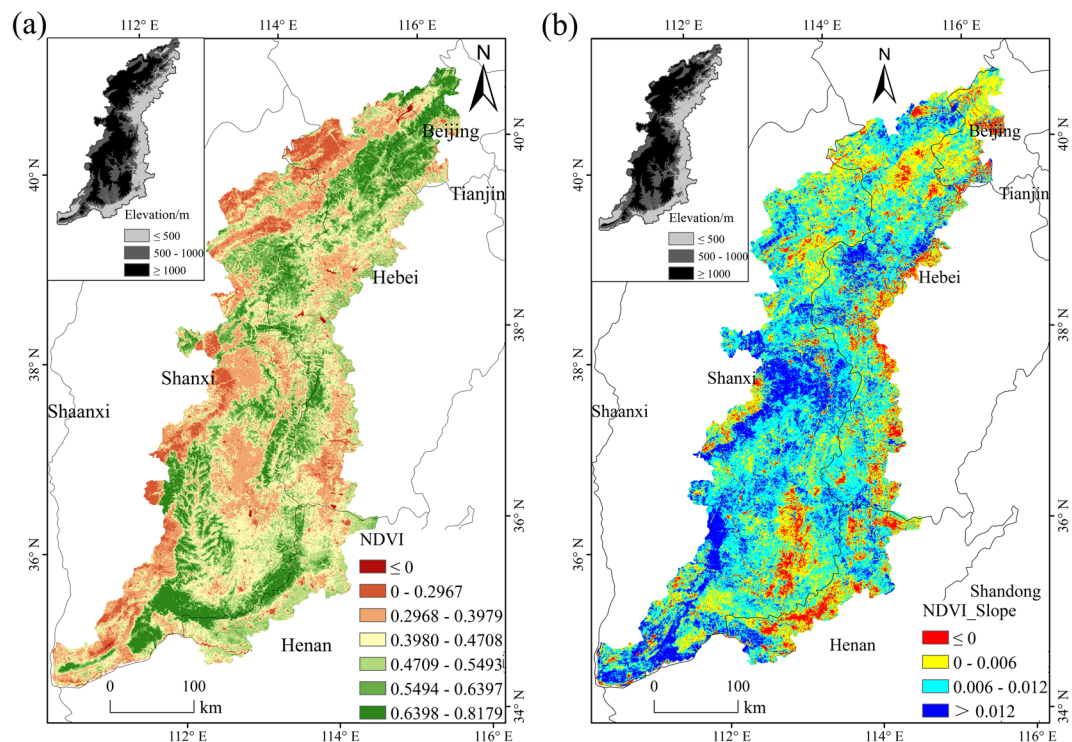 (a)
114° E
116° E
N
Beijing
40° N
40° N
Tianjin
Elevation/m
≤ 500
500 - 1000
≥ 1000
Hebei
38° N
38° N
Shanxi
Shaanxi
36° N
36° N
NDVI
≤ 0
0 - 0.2967
0.2968 - 0.3979
0.3980 - 0.4708
0.4709 - 0.5493
0.5494 - 0.6397
0.6398 - 0.8179
Henan
0 100
km
34° N
112° E
114° E
116° E
(b)
112° E
114° E
116° E
N
Beijing
40° N
40° N
Tianjin
Elevation/m
≤ 500
500 - 1000
≥ 1000
Hebei
38° N
38° N
Shanxi
Shaanxi
36° N
36° N
Shandong
NDVI_Slope
≤ 0
0 - 0.006
0.006 - 0.012
> 0.012
Henan
0 100
km
34° N
112° E
114° E
116° E